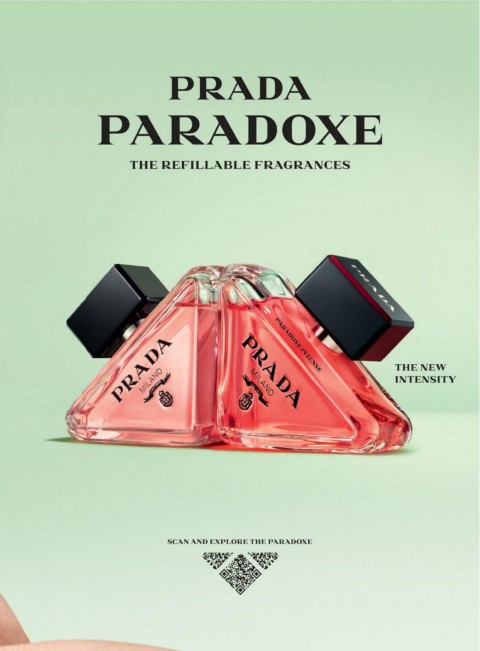 PRADA
PARADOXE
THE REFILLABLE FRAGRANCES
PRADA
PARADOXE INTENSE
PRADA
MILANO
PRADA
MILANO
THE NEW
INTENSITY
SCAN AND EXPLORE THE PARADOXE